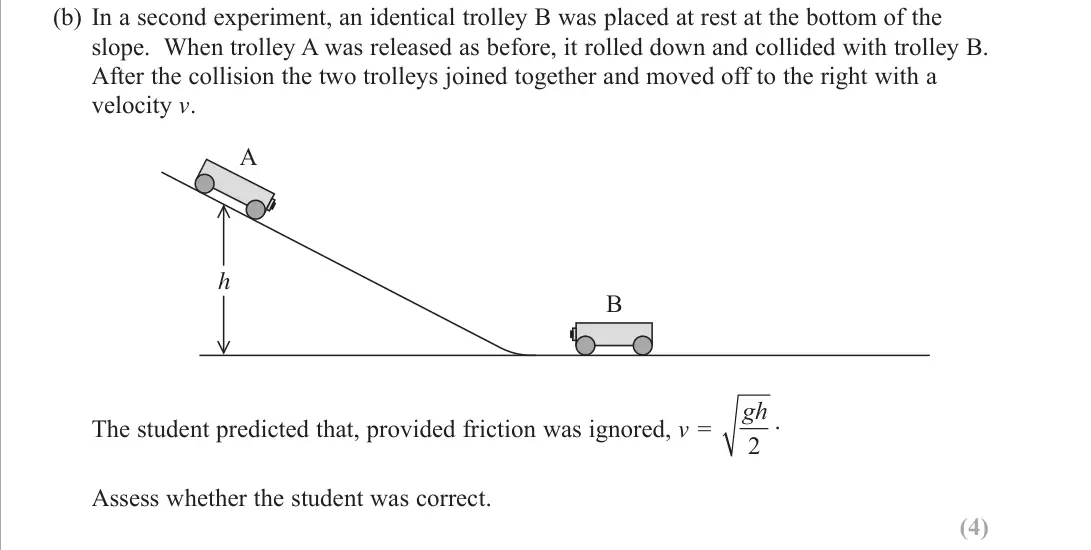 (b) In a second experiment, an identical trolley B was placed at rest at the bottom of the
slope. When trolley A was released as before, it rolled down and collided with trolley B.
After the collision the two trolleys joined together and moved off to the right with a
velocity v.
A
h
B
The student predicted that, provided friction was ignored, v = √(gh/2) .
Assess whether the student was correct.
(4)